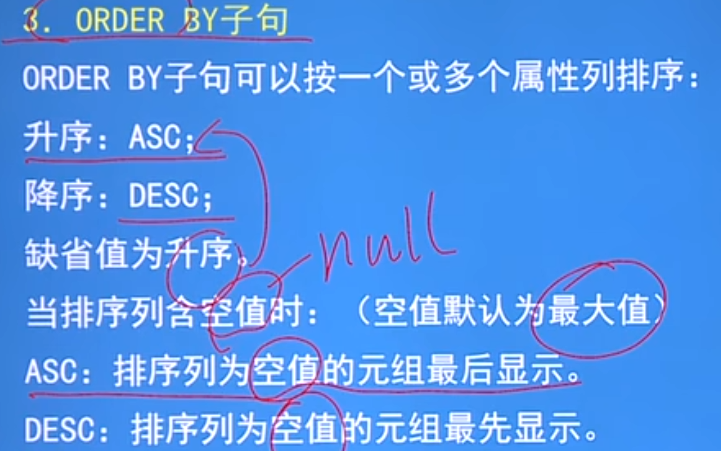 3. ORDER BY子句
ORDER BY子句可以按一个或多个属性列排序：
升序：ASC；
降序：DESC；
缺省值为升序。
null
当排序列含空值时：（空值默认为最大值）
ASC：排序列为空值的元组最后显示。
DESC：排序列为空值的元组最先显示。